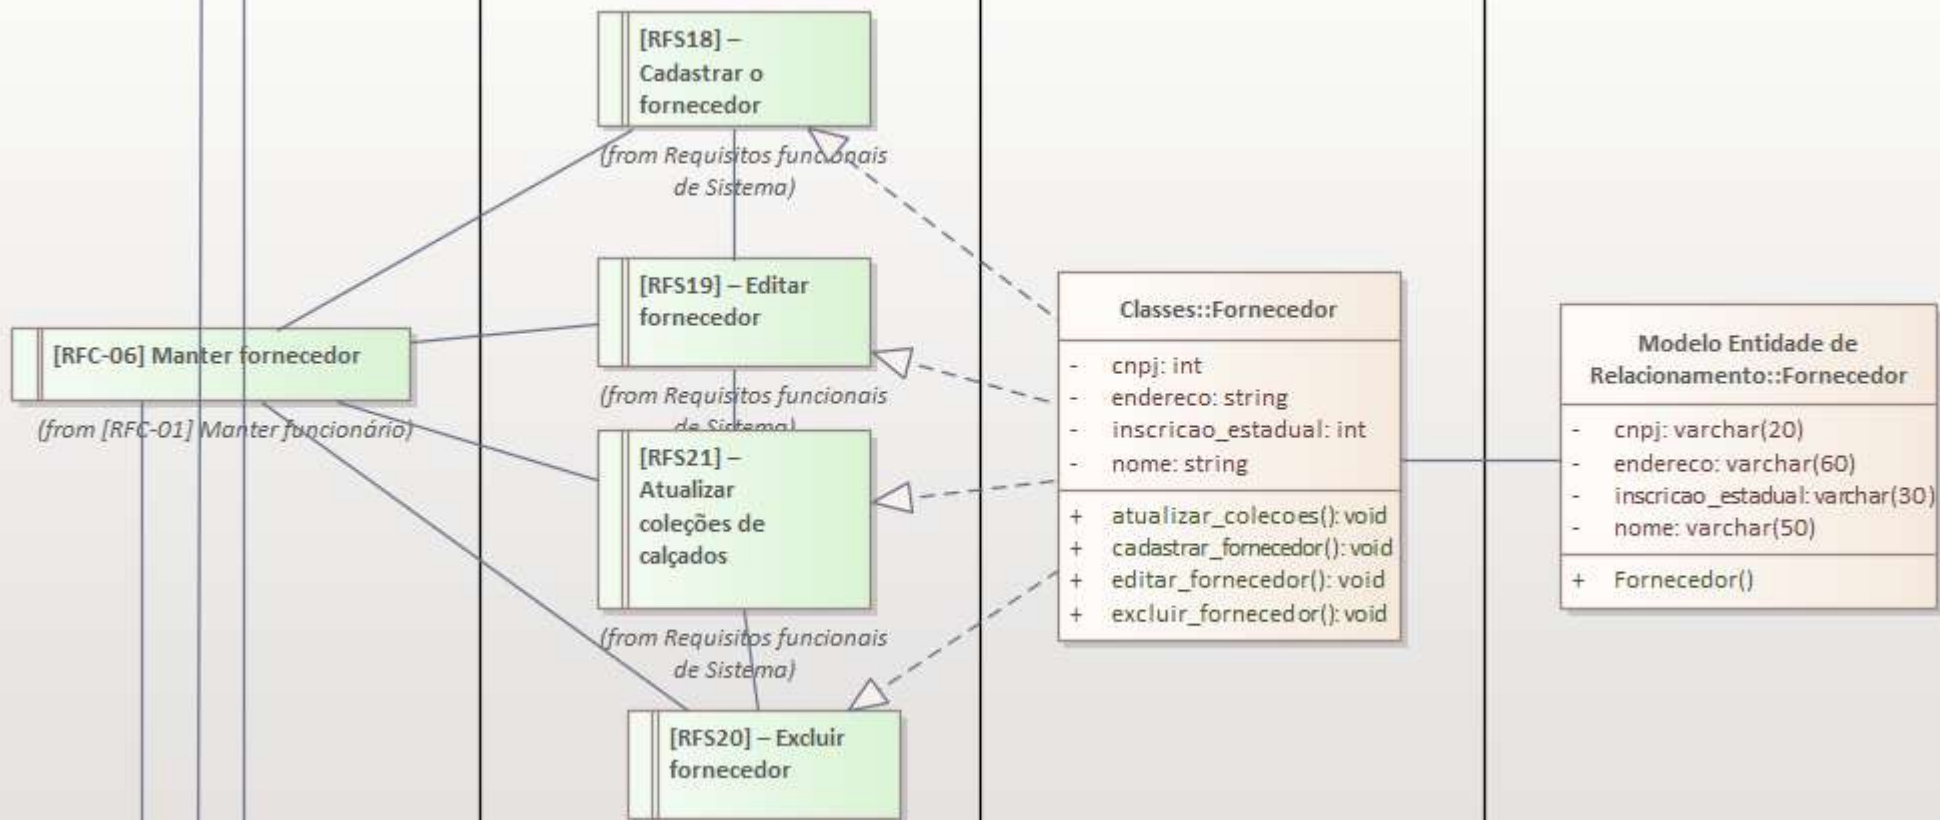 [RFS18] –
Cadastrar o
fornecedor
(from Requisitos funcionais
de Sistema)
[RFS19] – Editar
fornecedor
(from Requisitos funcionais
de Sistema)
[RFC-06] Manter fornecedor
(from [RFC-01] Manter funcionário)
[RFS21] –
Atualizar
coleções de
calçados
(from Requisitos funcionais
de Sistema)
[RFS20] – Excluir
fornecedor
Classes::Fornecedor
- cnpj: int
- endereco: string
- inscricao_estadual: int
- nome: string
+ atualizar_colecoes(): void
+ cadastrar_fornecedor(): void
+ editar_fornecedor(): void
+ excluir_fornecedor(): void
Modelo Entidade de
Relacionamento::Fornecedor
- cnpj: varchar(20)
- endereco: varchar(60)
- inscricao_estadual: varchar(30)
- nome: varchar(50)
+ Fornecedor()